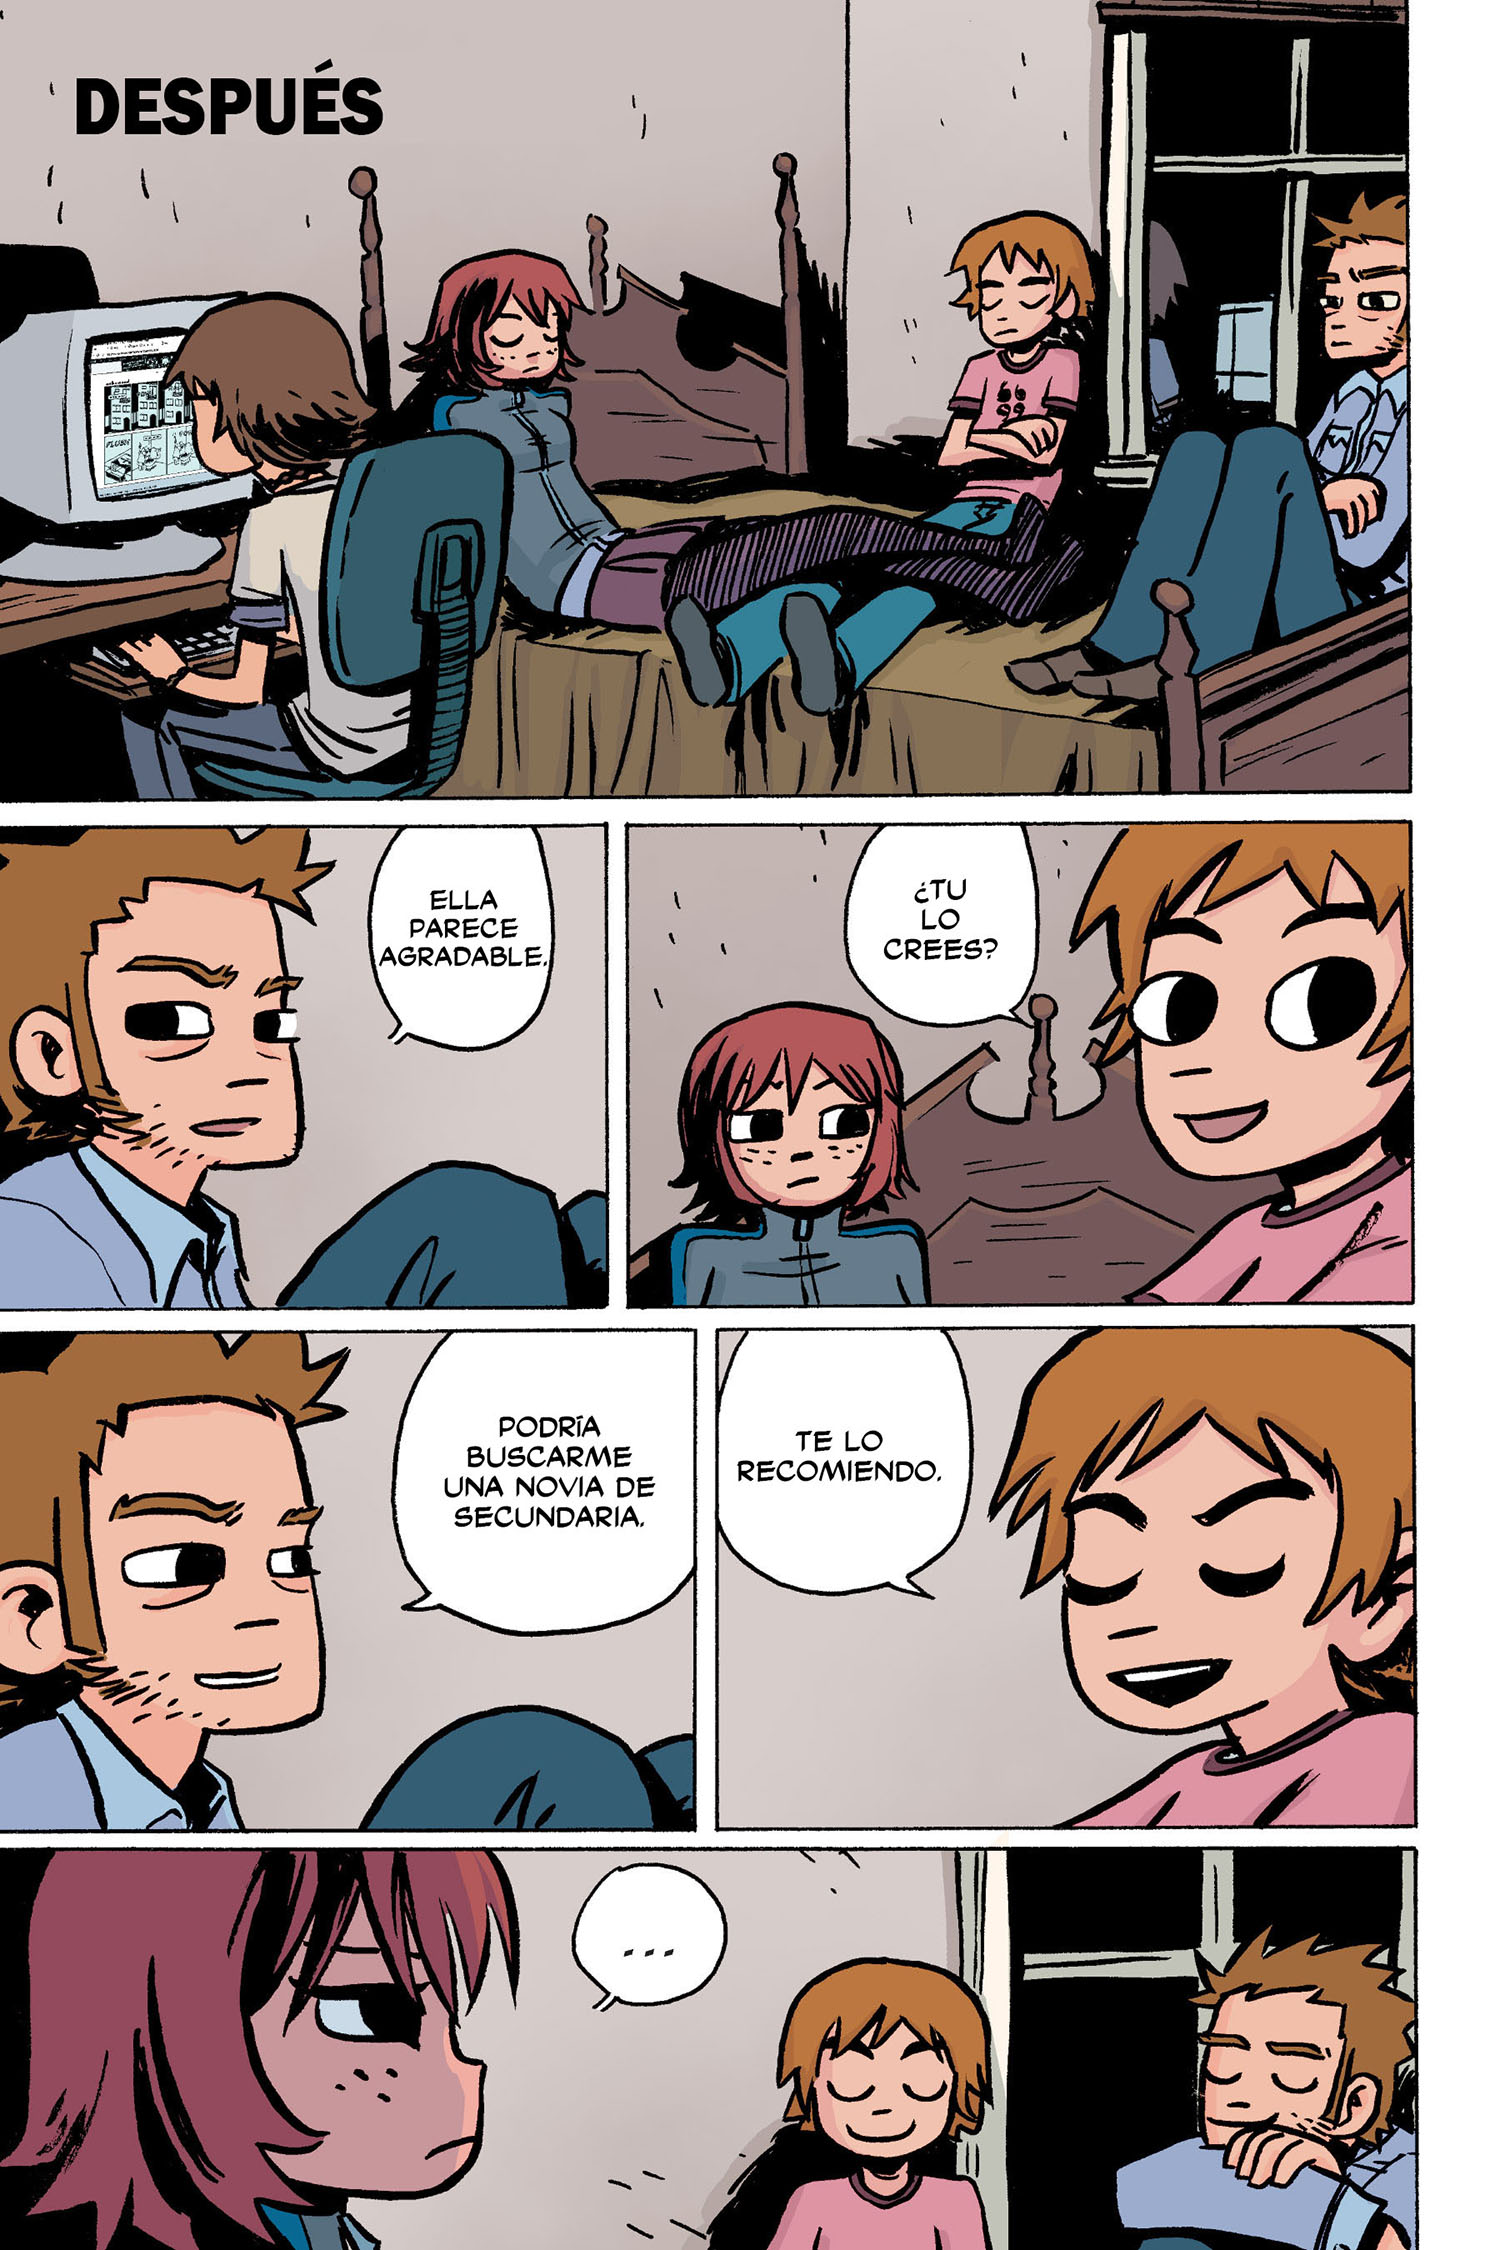 DESPUÉS
ELLA
PARECE
AGRADABLE.
¿TU
LO
CREES?
PODRÍA
BUSCARME
UNA NOVIA DE
SECUNDARIA.
TE LO
RECOMIENDO.
...